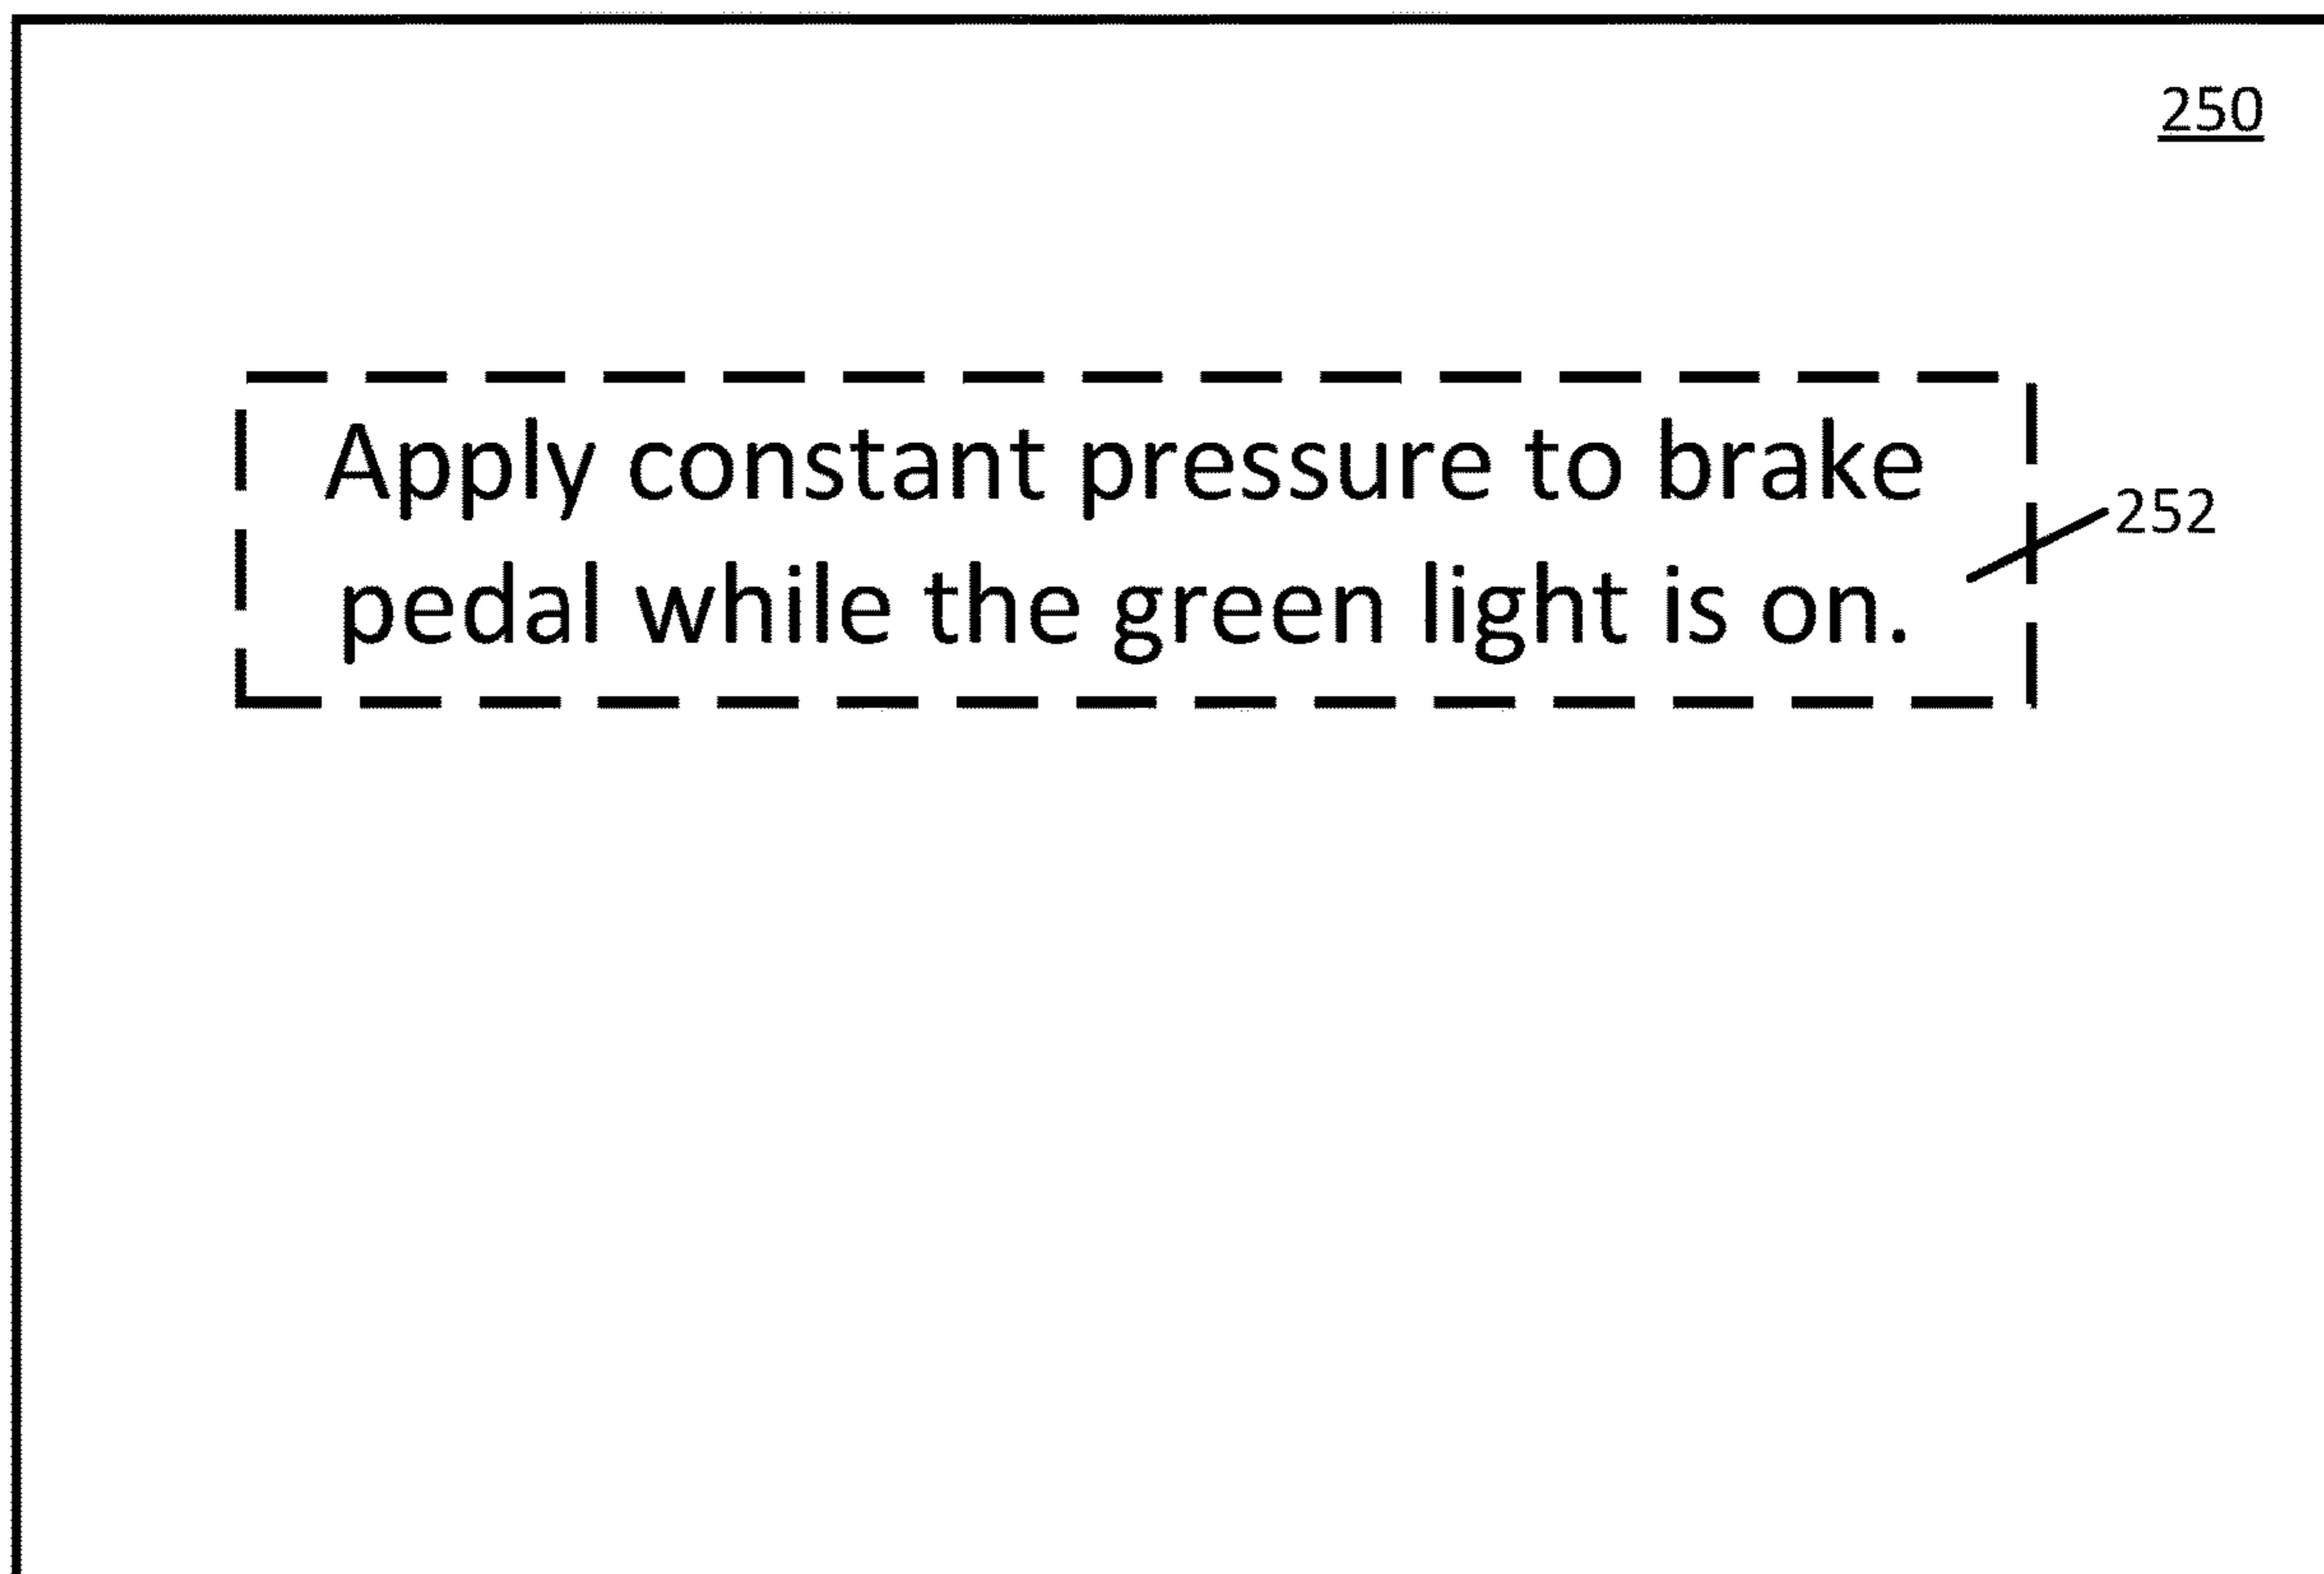 250
Apply constant pressure to brake
252
pedal while the green light is on.